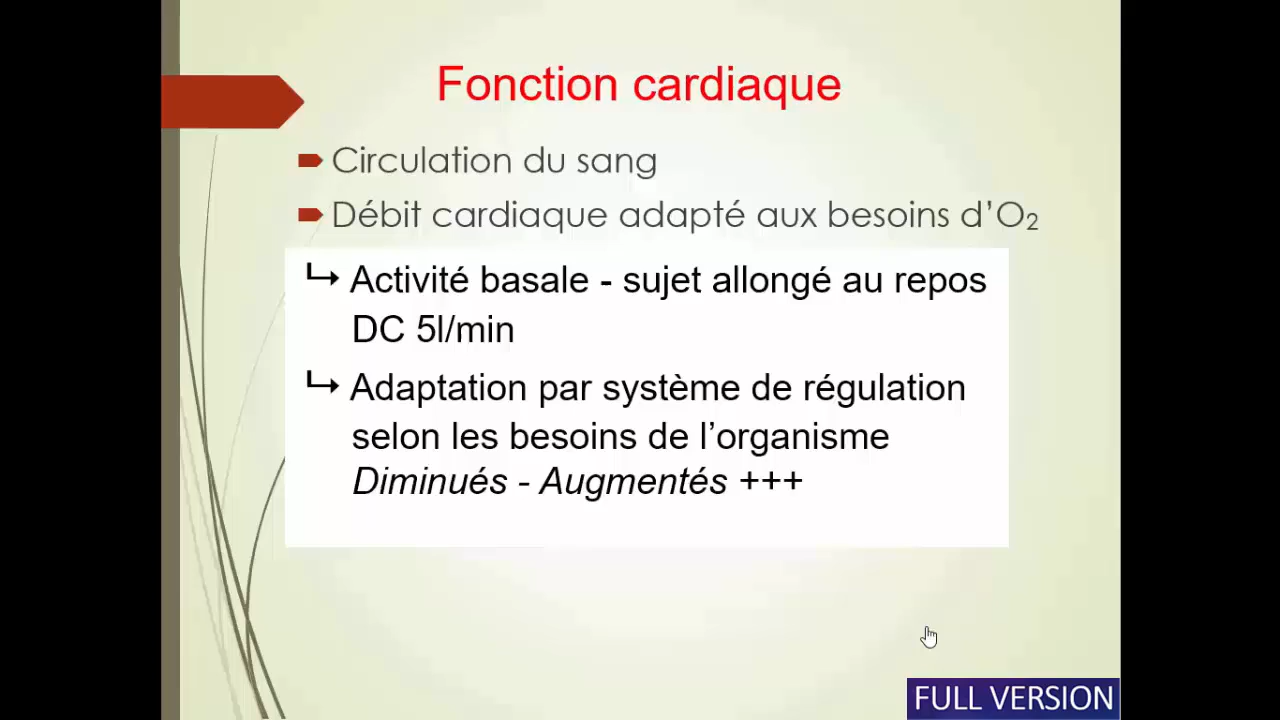 Fonction cardiaque
Circulation du sang
Débit cardiaque adapté aux besoins d’O₂
Activité basale - sujet allongé au repos
DC 5l/min
Adaptation par système de régulation
selon les besoins de l’organisme
Diminués - Augmentés +++
FULL VERSION